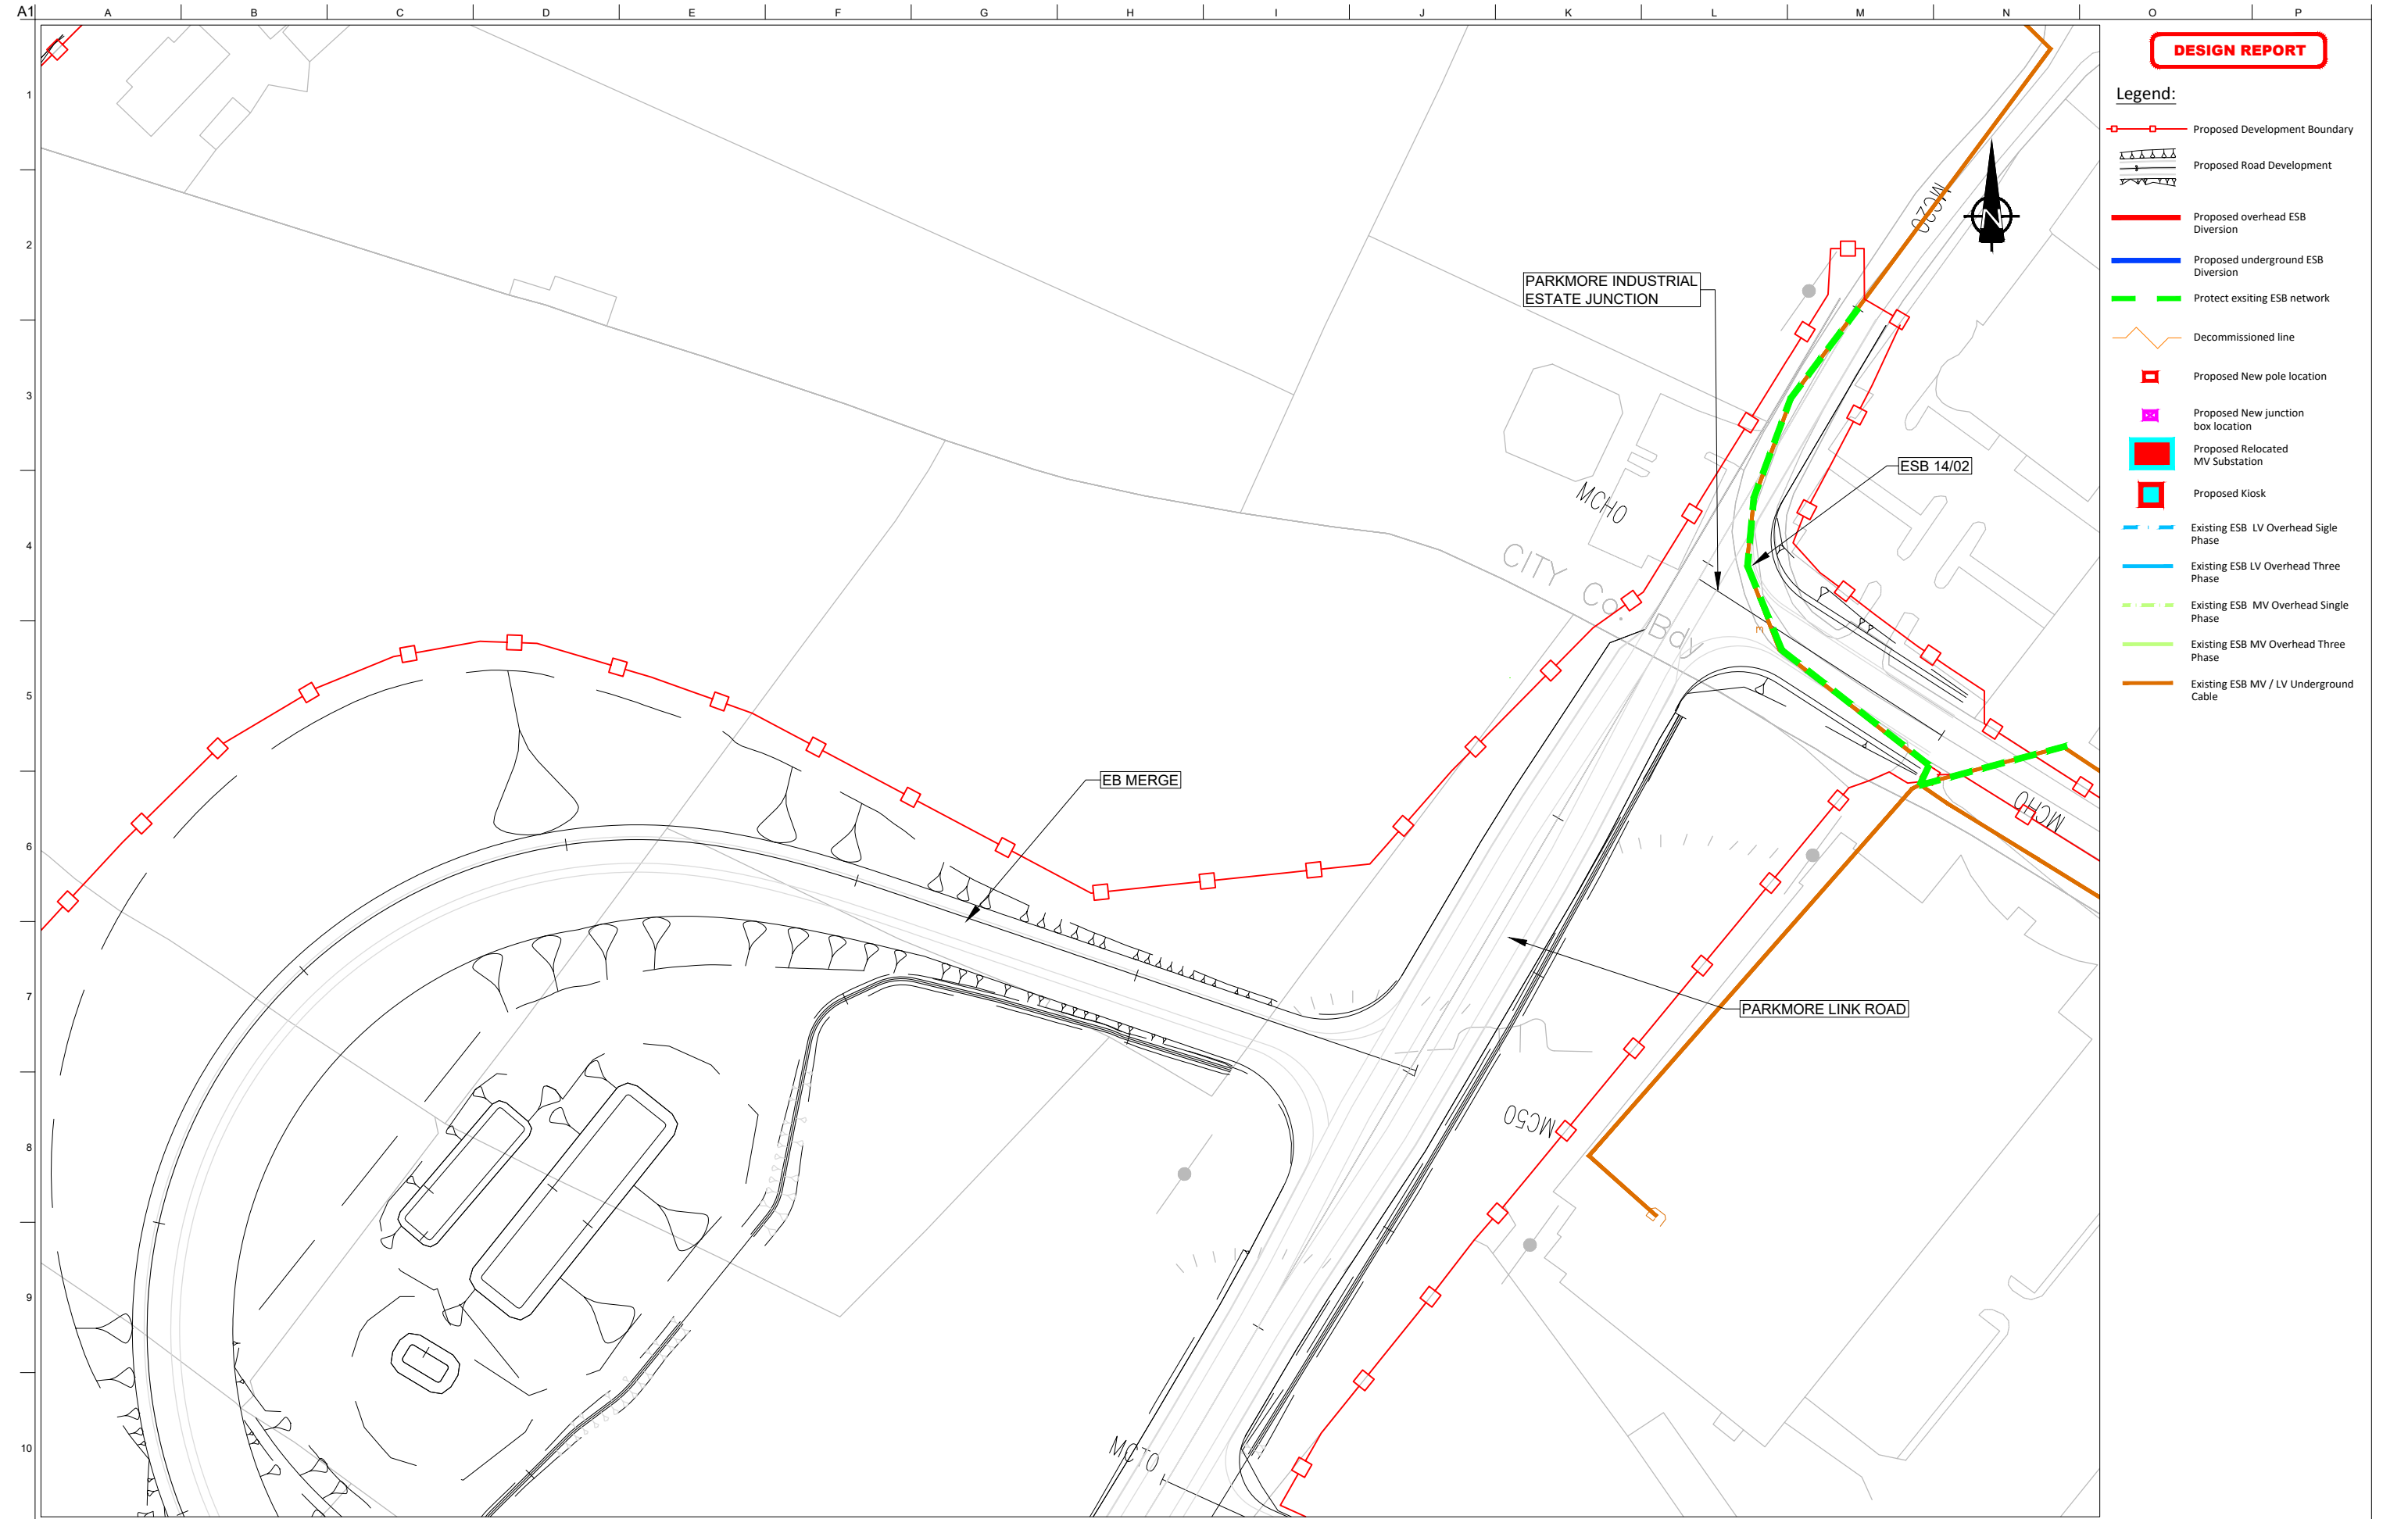 A1
A B C D E F G H I J K L M N O P
1
2
3
4
5
6
7
8
9
10
DESIGN REPORT
Legend:
Proposed Development Boundary
Proposed Road Development
Proposed overhead ESB
Diversion
Proposed underground ESB
Diversion
Protect exsiting ESB network
Decommissioned line
Proposed New pole location
Proposed New junction
box location
Proposed Relocated
MV Substation
Proposed Kiosk
Existing ESB LV Overhead Sigle
Phase
Existing ESB LV Overhead Three
Phase
Existing ESB MV Overhead Single
Phase
Existing ESB MV Overhead Three
Phase
Existing ESB MV / LV Underground
Cable
N
PARKMORE INDUSTRIAL
ESTATE JUNCTION
ESB 14/02
MCH0
CITY Co. Bdy
EB MERGE
MCH0
PARKMORE LINK ROAD
MC50